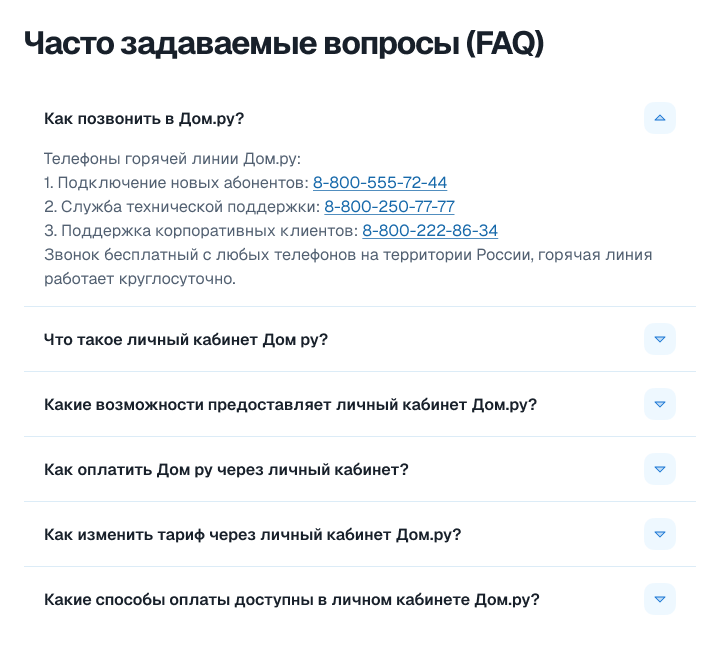 Часто задаваемые вопросы (FAQ)
Как позвонить в Дом.ру?
Телефоны горячей линии Дом.ру:
1. Подключение новых абонентов: 8-800-555-72-44
2. Служба технической поддержки: 8-800-250-77-77
3. Поддержка корпоративных клиентов: 8-800-222-86-34
Звонок бесплатный с любых телефонов на территории России, горячая линия
работает круглосуточно.
Что такое личный кабинет Дом ру?
Какие возможности предоставляет личный кабинет Дом.ру?
Как оплатить Дом ру через личный кабинет?
Как изменить тариф через личный кабинет Дом.ру?
Какие способы оплаты доступны в личном кабинете Дом.ру?